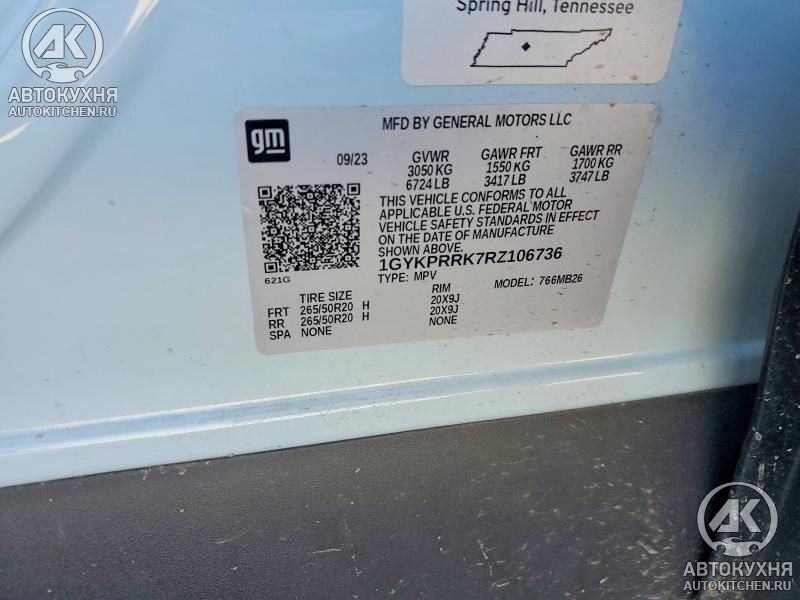 Spring Hill, Tennessee
АК
АВТОКУХНЯ
AUTOKITCHEN.RU
gm
MFD BY GENERAL MOTORS LLC
09/23 GVWR GAWR FRT GAWR RR
3050 KG 1550 KG 1700 KG
6724 LB 3417 LB 3747 LB
THIS VEHICLE CONFORMS TO ALL
APPLICABLE U.S. FEDERAL MOTOR
VEHICLE SAFETY STANDARDS IN EFFECT
ON THE DATE OF MANUFACTURE
SHOWN ABOVE.
1GYKPRRK7RZ106736
621G
TYPE: MPV MODEL: 766MB26
TIRE SIZE RIM
FRT 265/50R20 H 20X9J
RR 265/50R20 H 20X9J
SPA NONE NONE
АК
АВТОКУХНЯ
AUTOKITCHEN.RU